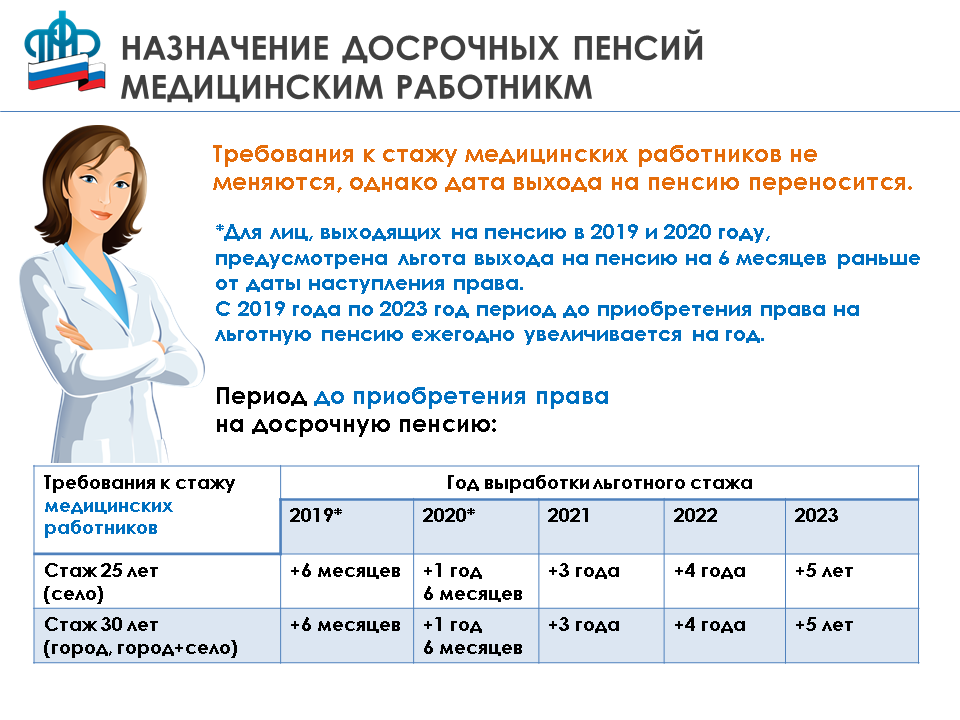 НАЗНАЧЕНИЕ ДОСРОЧНЫХ ПЕНСИЙ
МЕДИЦИНСКИМ РАБОТНИКМ
Требования к стажу медицинских работников не
меняются, однако дата выхода на пенсию переносится.
*Для лиц, выходящих на пенсию в 2019 и 2020 году,
предусмотрена льгота выхода на пенсию на 6 месяцев раньше
от даты наступления права.
С 2019 года по 2023 год период до приобретения права на
льготную пенсию ежегодно увеличивается на год.
Период до приобретения права
на досрочную пенсию:
Требования к стажу
медицинских
работников
Год выработки льготного стажа
2019* 2020* 2021 2022 2023
Стаж 25 лет
(село)
+6 месяцев
+1 год
6 месяцев
+3 года
+4 года
+5 лет
Стаж 30 лет
(город, город+село)
+6 месяцев
+1 год
6 месяцев
+3 года
+4 года
+5 лет